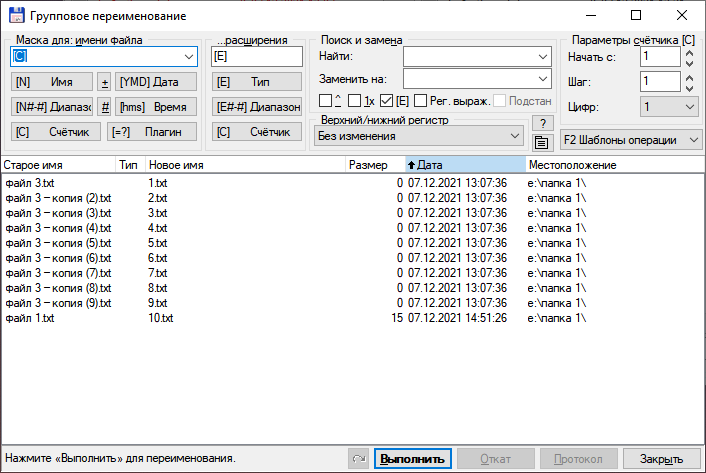 Групповое переименование
Маска для: имени файла
...расширения
Поиск и замена
Параметры счётчика [C]
[C]
[E]
Найти:
Начать с:
1
[N] Имя
+
[YMD] Дата
[E] Тип
Заменить на:
Шаг:
1
[N#-#] Диапазо
#
[hms] Время
[E#-#] Диапазон
^
1x
[E]
Рег. выраж.
Подстан
Цифр:
1
[C] Счётчик
[=?] Плагин
[C] Счётчик
Верхний/нижний регистр
Без изменения
?
F2 Шаблоны операции
Старое имя Тип Новое имя Размер Дата Местоположение
файл 3.txt 1.txt 0 07.12.2021 13:07:36 e:\папка 1\
файл 3 – копия (2).txt 2.txt 0 07.12.2021 13:07:36 e:\папка 1\
файл 3 – копия (3).txt 3.txt 0 07.12.2021 13:07:36 e:\папка 1\
файл 3 – копия (4).txt 4.txt 0 07.12.2021 13:07:36 e:\папка 1\
файл 3 – копия (5).txt 5.txt 0 07.12.2021 13:07:36 e:\папка 1\
файл 3 – копия (6).txt 6.txt 0 07.12.2021 13:07:36 e:\папка 1\
файл 3 – копия (7).txt 7.txt 0 07.12.2021 13:07:36 e:\папка 1\
файл 3 – копия (8).txt 8.txt 0 07.12.2021 13:07:36 e:\папка 1\
файл 3 – копия (9).txt 9.txt 0 07.12.2021 13:07:36 e:\папка 1\
файл 1.txt 10.txt 15 07.12.2021 14:51:26 e:\папка 1\
Нажмите «Выполнить» для переименования.
Выполнить
Откат
Протокол
Закрыть